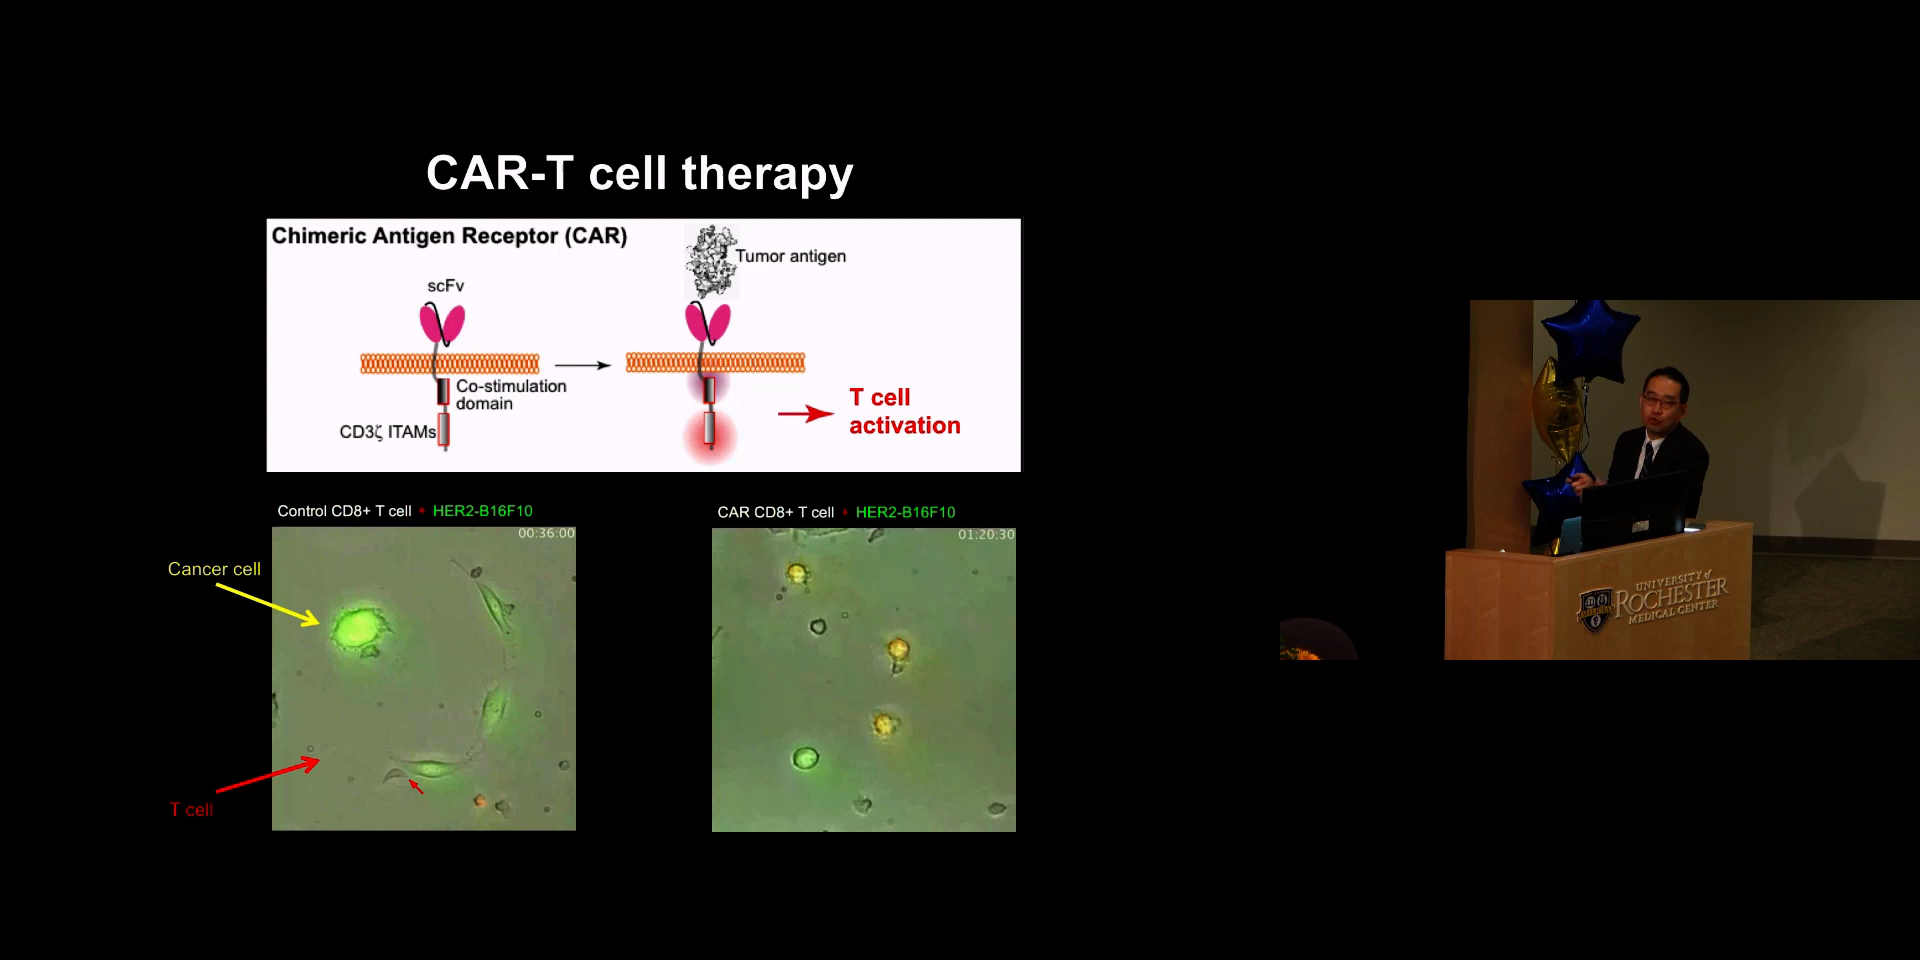 CAR-T cell therapy
Chimeric Antigen Receptor (CAR)
Tumor antigen
scFv
Co-stimulation
domain
CD3ζ ITAMs
T cell
activation
Control CD8+ T cell • HER2-B16F10
00:36:00
CAR CD8+ T cell • HER2-B16F10
01:20:30
Cancer cell
T cell
UNIVERSITY of
ROCHESTER
MEDICAL CENTER